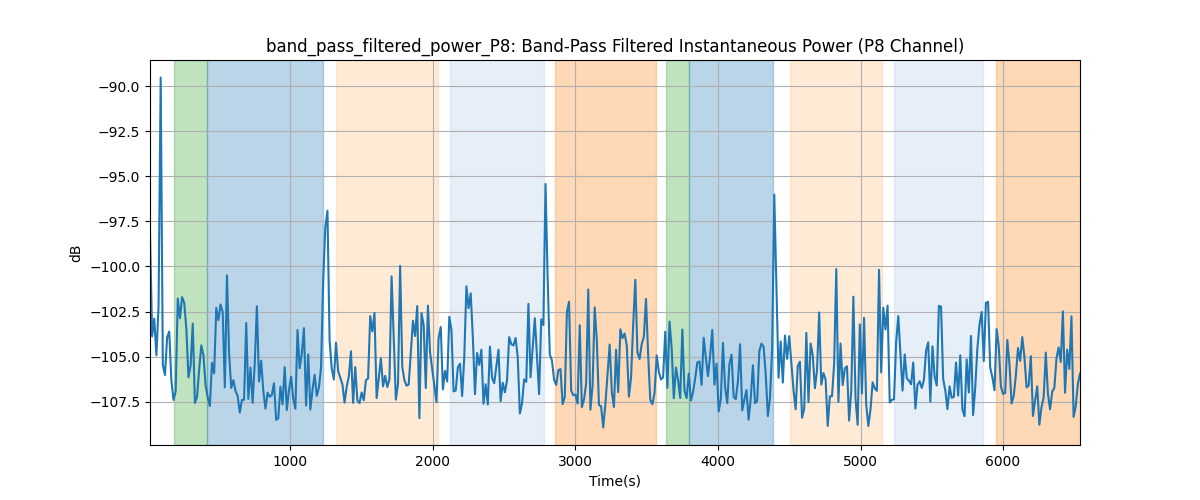 band_pass_filtered_power_P8: Band-Pass Filtered Instantaneous Power (P8 Channel)
−90.0
−92.5
−95.0
−97.5
−100.0
−102.5
−105.0
−107.5
dB
1000 2000 3000 4000 5000 6000
Time(s)